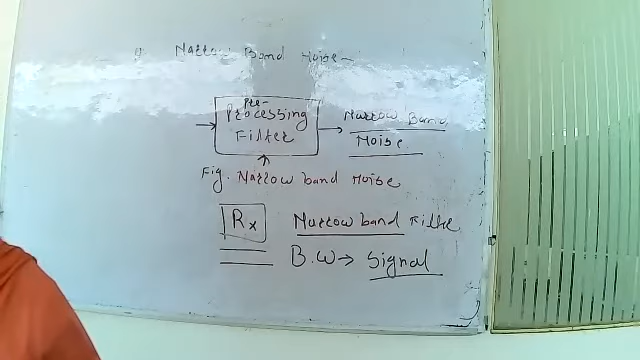 Narrow Band Noise-
Pre-
Processing
Filter
Narrow Band
Noise
Fig. Narrow band Noise
Rx
Narrow band Filter
B.W → Signal